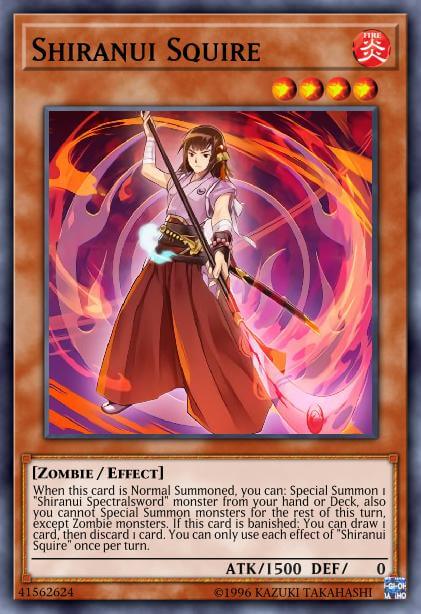 SHIRANUI SQUIRE
FIRE
炎
[ZOMBIE / EFFECT]
When this card is Normal Summoned, you can: Special Summon 1
"Shiranui Spectralsword" monster from your hand or Deck, also
you cannot Special Summon monsters for the rest of this turn,
except Zombie monsters. If this card is banished: You can draw 1
card, then discard 1 card. You can only use each effect of "Shiranui
Squire" once per turn.
ATK/1500 DEF/ 0
41562624
©1996 KAZUKI TAKAHASHI